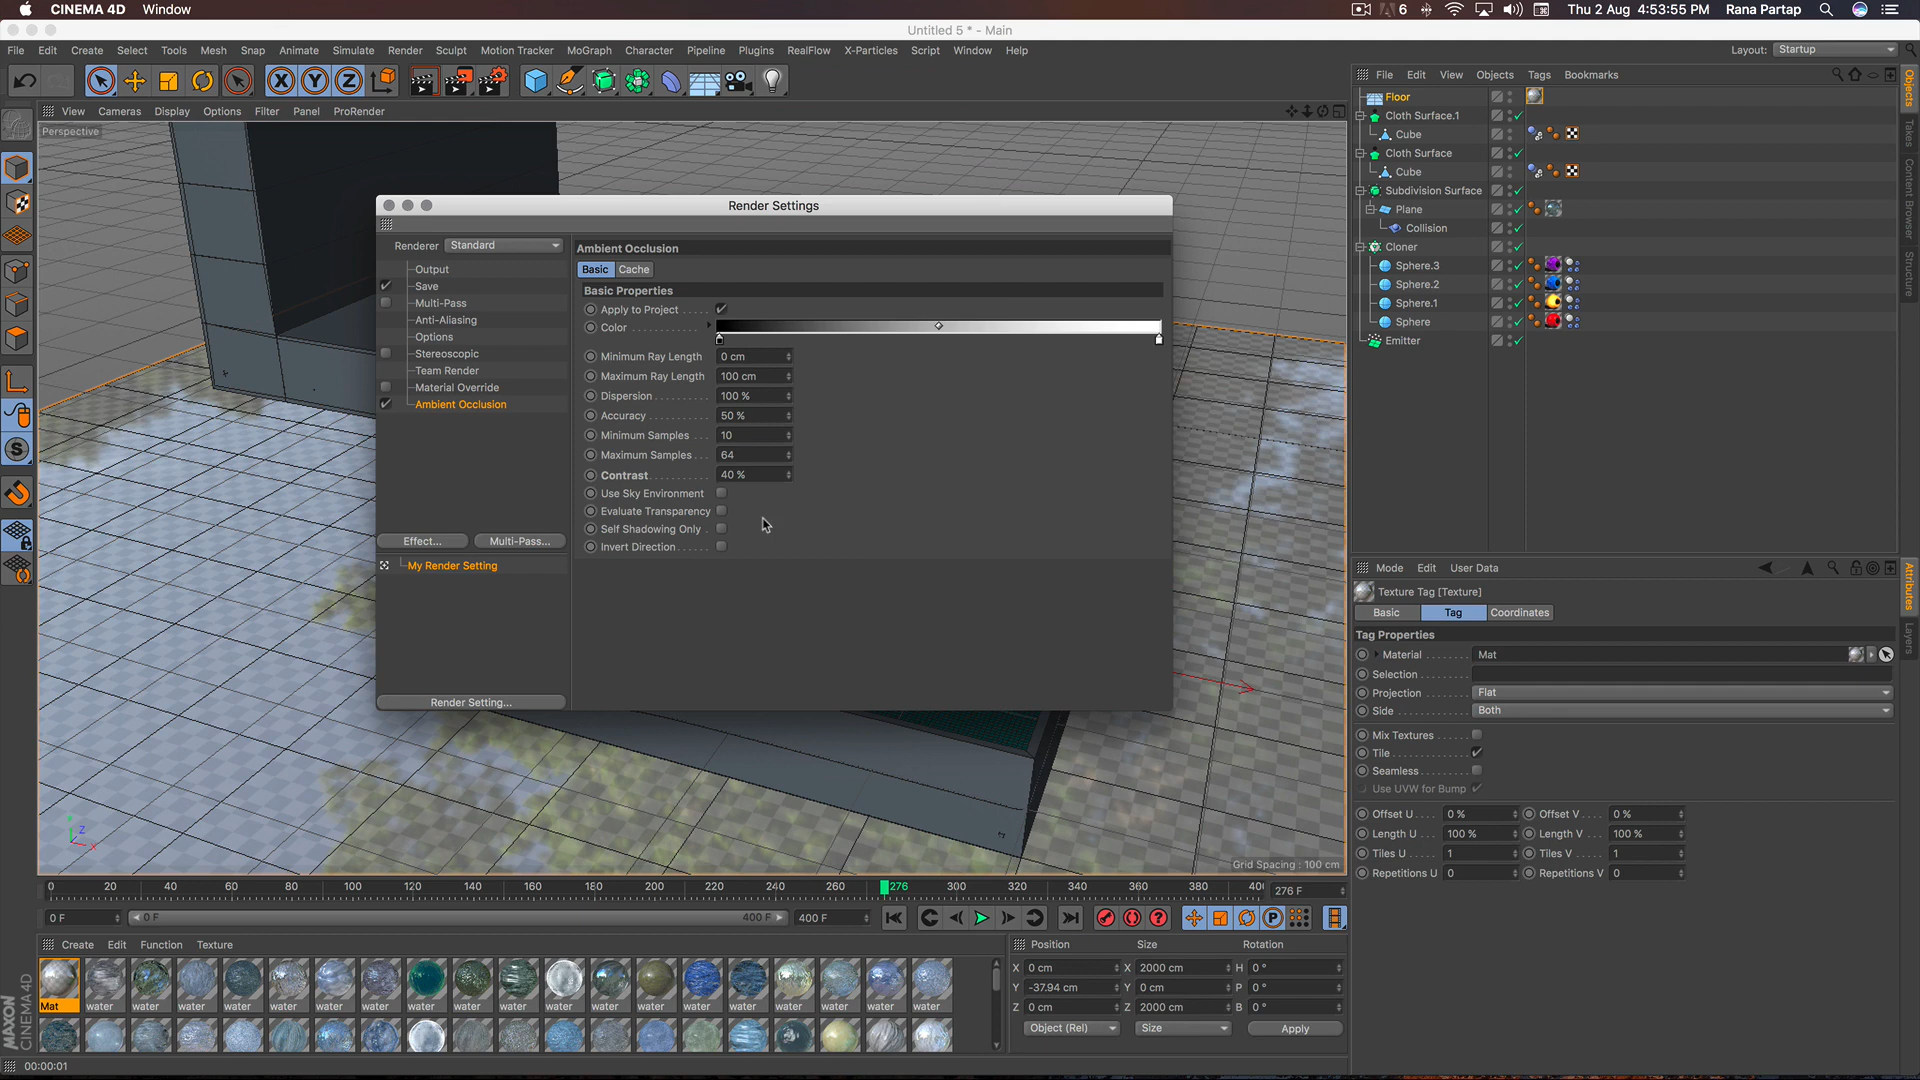 CINEMA 4D Window 6 Thu 2 Aug 4:53:55 PM Rana Partap
Untitled 5 * - Main
File Edit Create Select Tools Mesh Snap Animate Simulate Render Sculpt Motion Tracker MoGraph Character Pipeline Plugins RealFlow X-Particles Script Window Help Layout: Startup
View Cameras Display Options Filter Panel ProRender
Perspective
File Edit View Objects Tags Bookmarks
Floor
Cloth Surface.1
Cube
Cloth Surface
Cube
Subdivision Surface
Plane
Collision
Cloner
Sphere.3
Sphere.2
Sphere.1
Sphere
Emitter
Objects
Takes
Content Browser
Structure
Render Settings
Renderer Standard
Output
Save
Multi-Pass
Anti-Aliasing
Options
Stereoscopic
Team Render
Material Override
Ambient Occlusion
Effect... Multi-Pass...
My Render Setting
Render Setting...
Ambient Occlusion
Basic Cache
Basic Properties
Apply to Project
Color
Minimum Ray Length 0 cm
Maximum Ray Length 100 cm
Dispersion 100 %
Accuracy 50 %
Minimum Samples 10
Maximum Samples 64
Contrast 40 %
Use Sky Environment
Evaluate Transparency
Self Shadowing Only
Invert Direction
Y Z X
Grid Spacing : 100 cm
Mode Edit User Data
Texture Tag [Texture]
Basic Tag Coordinates
Tag Properties
Material Mat
Selection
Projection Flat
Side Both
Mix Textures
Tile
Seamless
Use UVW for Bump
Offset U 0 % Offset V 0 %
Length U 100 % Length V 100 %
Tiles U 1 Tiles V 1
Repetitions U 0 Repetitions V 0
Attributes
Layers
0 20 40 60 80 100 120 140 160 180 200 220 240 260 276 300 320 340 360 380 40 276 F
0 F 0 F 400 F 400 F
Create Edit Function Texture
Mat water water water water water water water water water water water water water water water water water water water
Position Size Rotation
X 0 cm X 2000 cm H 0 °
Y -37.94 cm Y 0 cm P 0 °
Z 0 cm Z 2000 cm B 0 °
Object (Rel) Size Apply
MAXON
CINEMA 4D
00:00:01